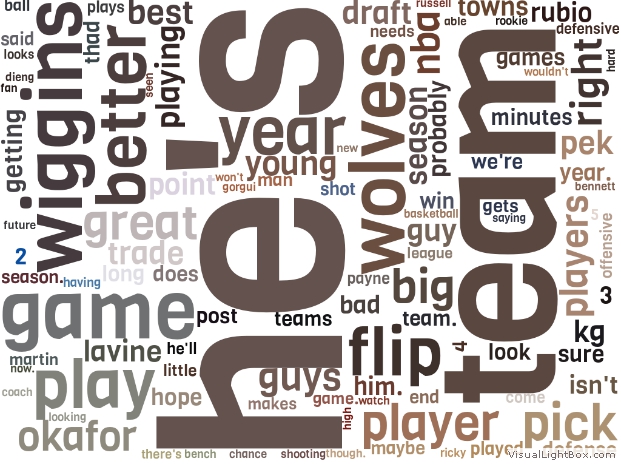 ball
plays
best
draft
russell
able
towns
rubio
said
looks
thad
needs
nba
rookie
defensive
dieng
fan
wiggins
better
seen
playing
he's
year
new
wolves
season
probably
team
games
wouldn't
right
hard
minutes
getting
young
won't
gorgui
man
point
shot
we're
pek
year.
bennett
great
win
basketball
gets
saying
players
5
offensive
future
2
trade
guy
league
season.
having
long
does
payne
big
3
game
post
teams
bad
team.
kg
martin
now.
lavine
he'll
flip
4
look
sure
little
guys
him.
isn't
coach
play
hope
makes
game.
watch
end
come
looking
okafor
high
player
pick
there's
bench
chance
shooting
though.
maybe
ricky
played
defense
VisualLightBox.com